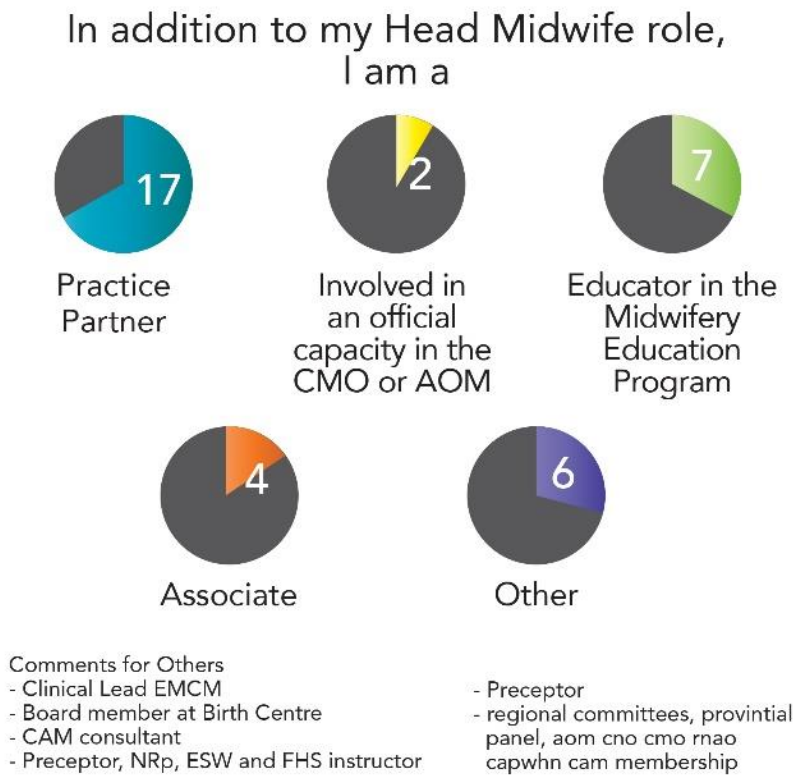 In addition to my Head Midwife role,
I am a
17
Practice
Partner
2
Involved in
an official
capacity in the
CMO or AOM
7
Educator in the
Midwifery
Education
Program
4
Associate
6
Other
Comments for Others
- Clinical Lead EMCM
- Board member at Birth Centre
- CAM consultant
- Preceptor, NRp, ESW and FHS instructor
- Preceptor
- regional committees, provintial
panel, aom cno cmo rnao
capwhn cam membership